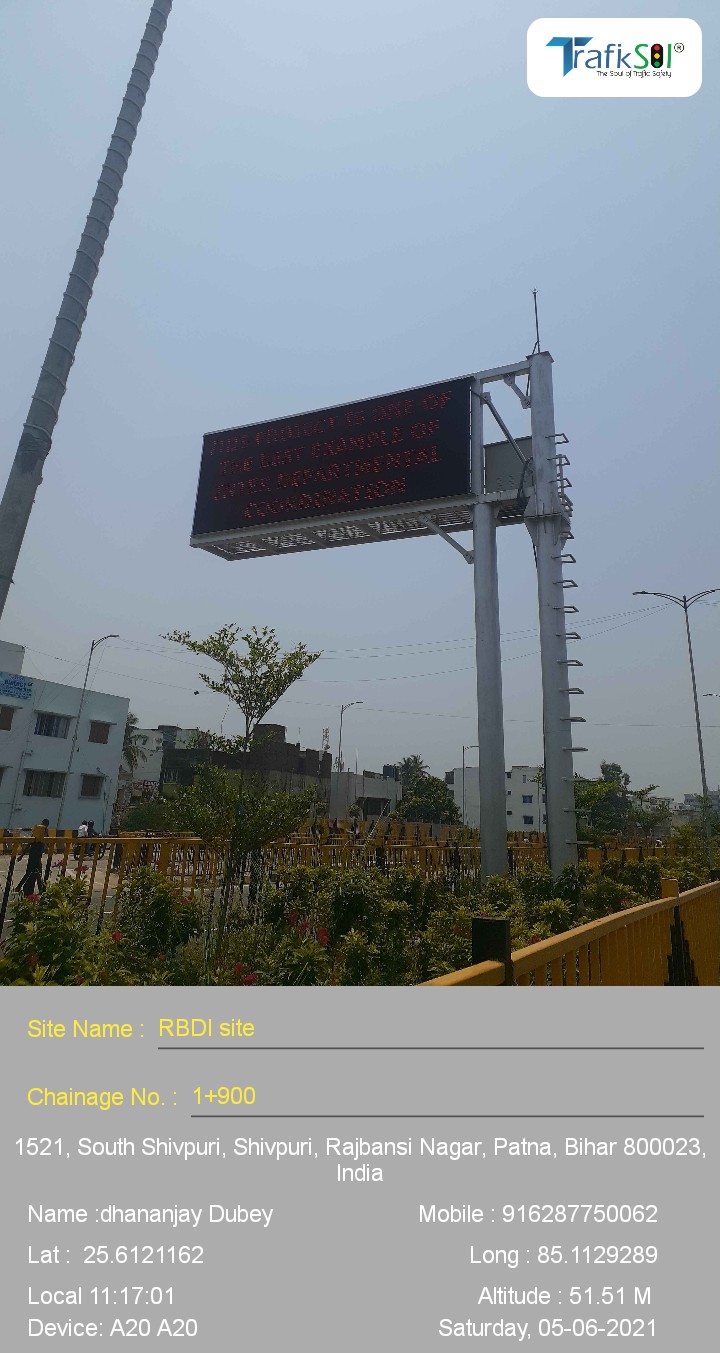 TrafikSol®
The Soul of Traffic Safety
THIS PROJECT IS ONE OF
THE LAST EXAMPLE OF
INTER DEPARTMENTAL
COORDINATION
Site Name : RBDI site
Chainage No. : 1+900
1521, South Shivpuri, Shivpuri, Rajbansi Nagar, Patna, Bihar 800023,
India
Name :dhananjay Dubey Mobile : 916287750062
Lat : 25.6121162 Long : 85.1129289
Local 11:17:01 Altitude : 51.51 M
Device: A20 A20 Saturday, 05-06-2021